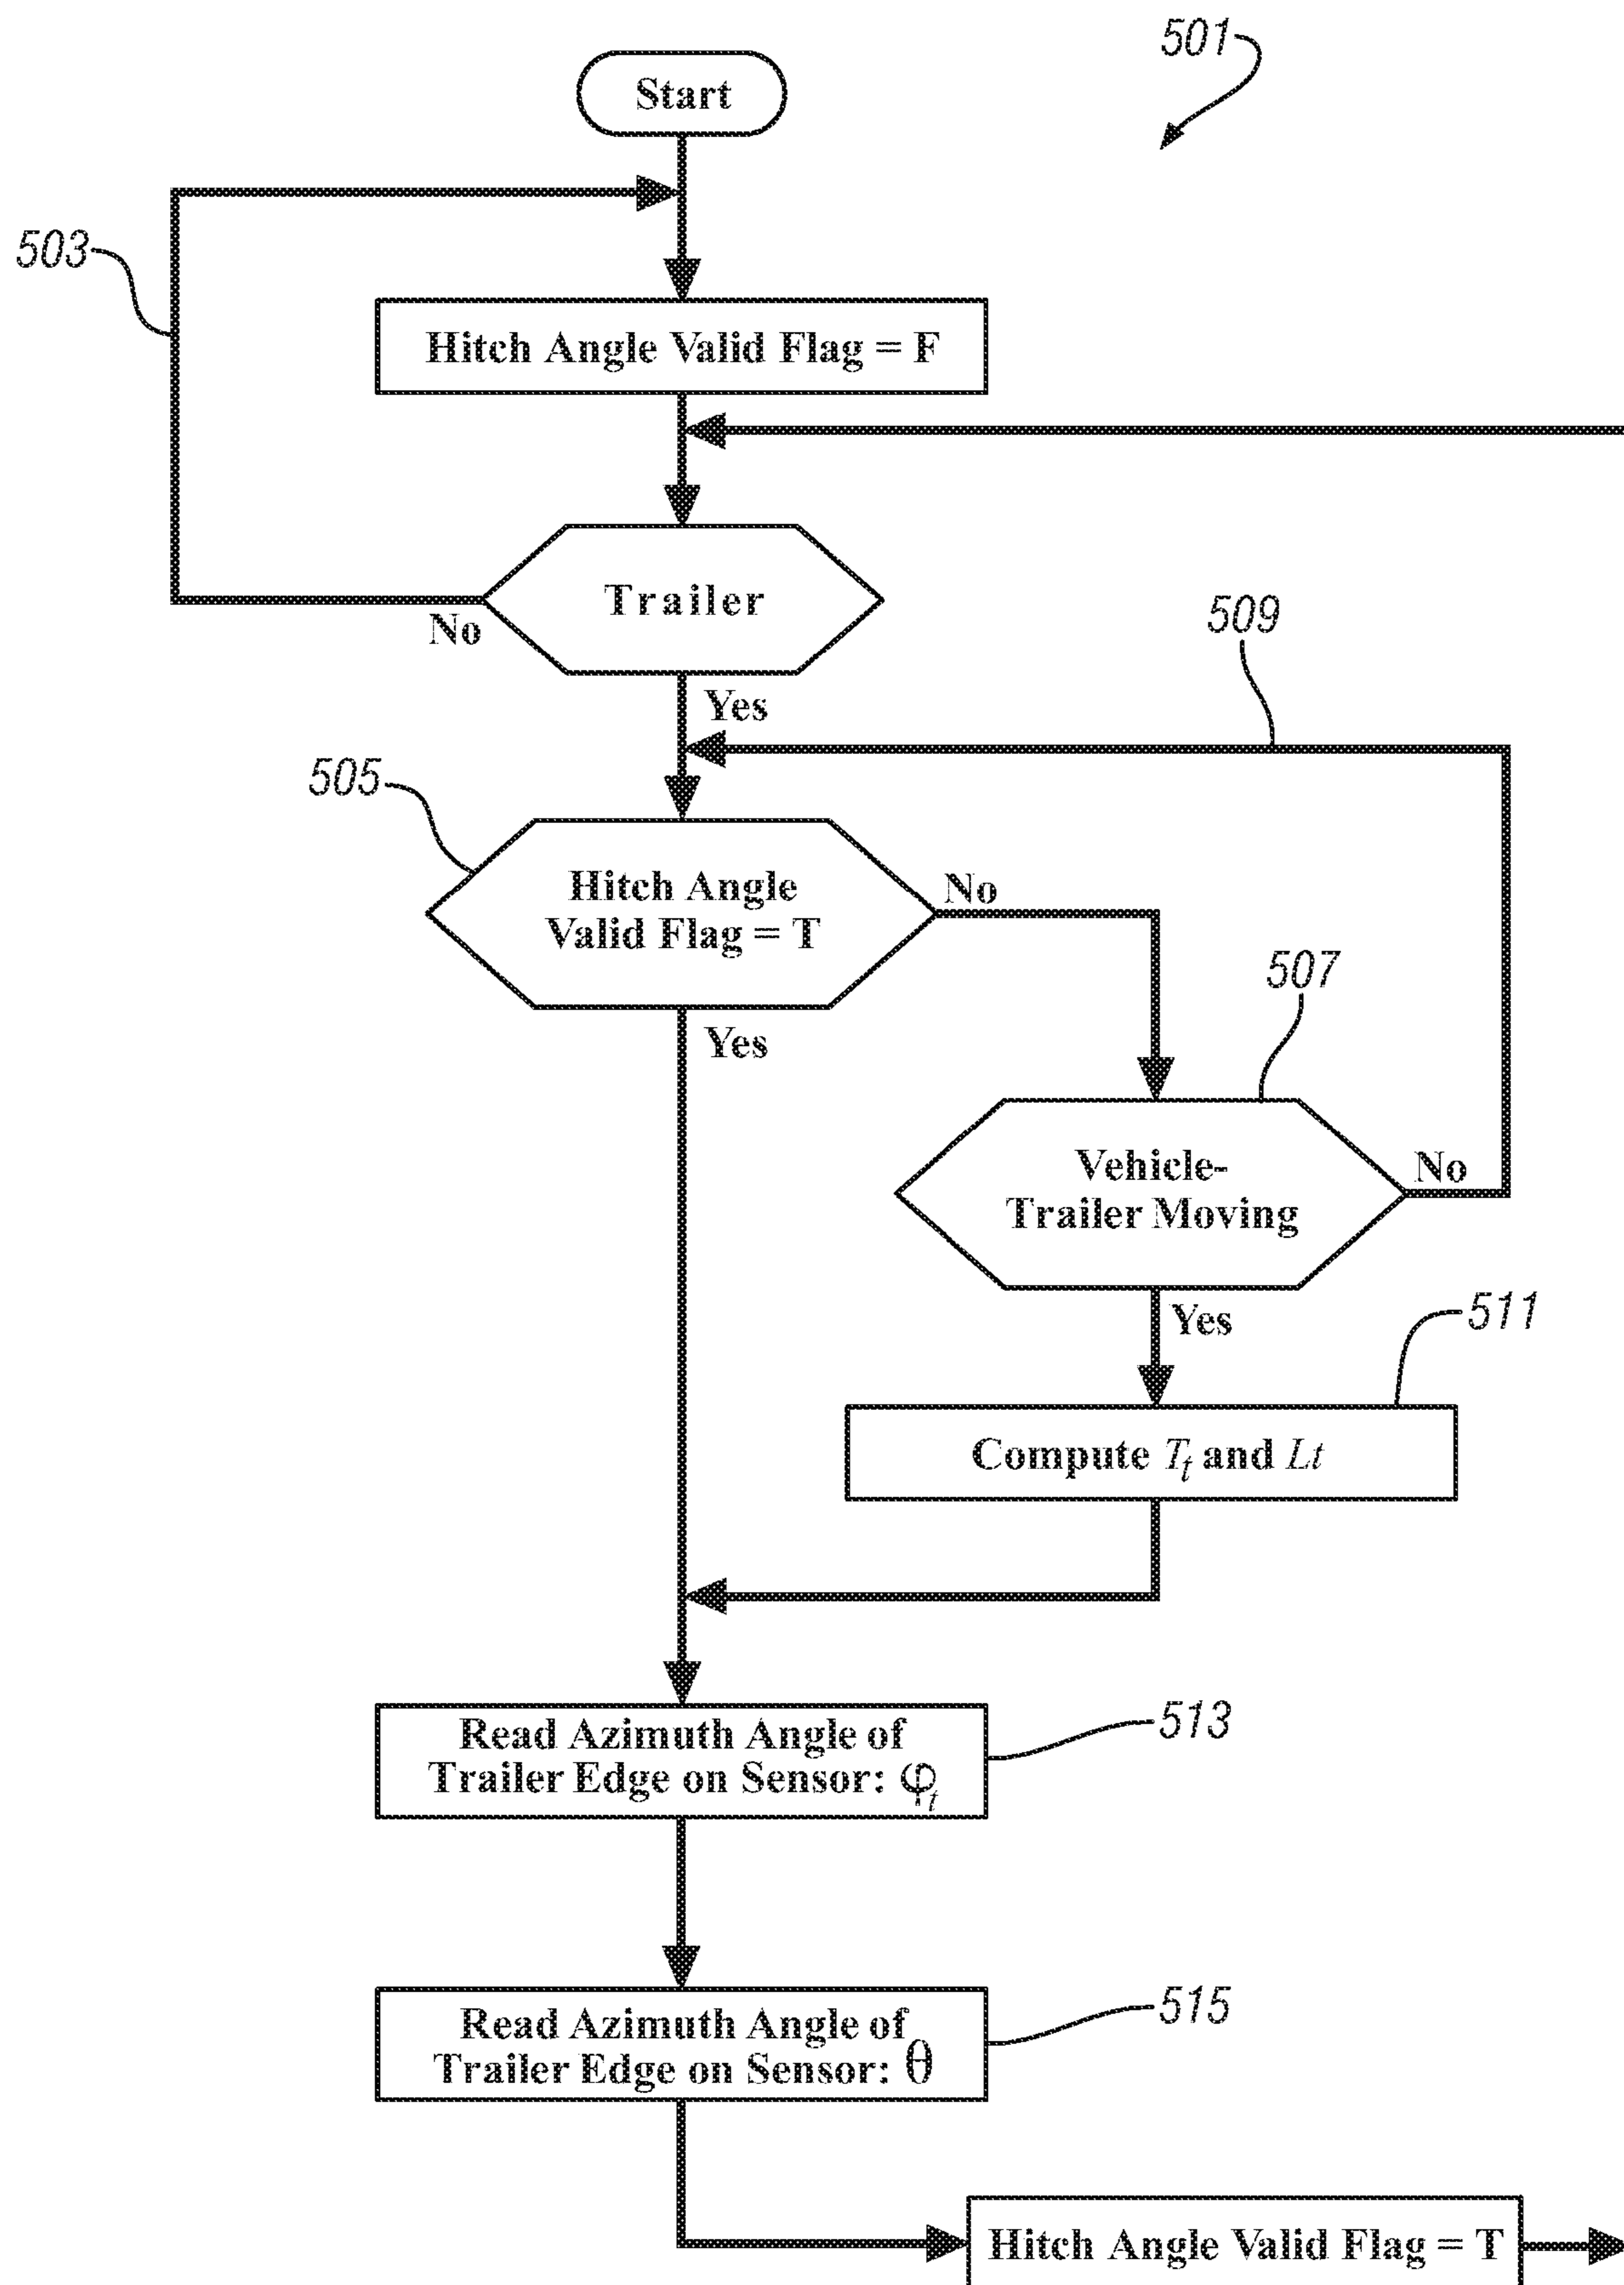 501
Start
503
Hitch Angle Valid Flag = F
Trailer
No
509
Yes
505
Hitch Angle
Valid Flag = T
No
507
Yes
Vehicle-
Trailer Moving
No
Yes
511
Compute Tt and Lt
Read Azimuth Angle of
Trailer Edge on Sensor: φt
513
Read Azimuth Angle of
Trailer Edge on Sensor: θ
515
Hitch Angle Valid Flag = T